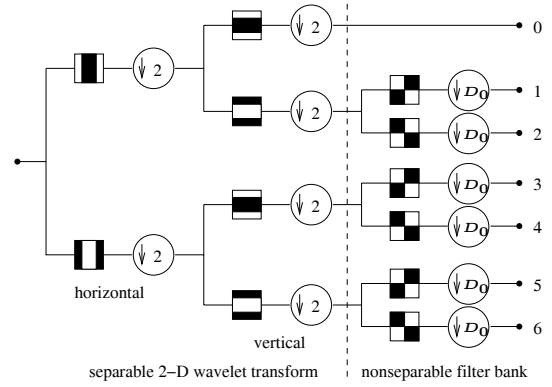 ↓ 2 0
↓ 2
↓ 2 ↓ D0 1
↓ D0 2
↓ 2 ↓ D0 3
↓ D0 4
↓ 2
↓ D0 5
horizontal
↓ 2
↓ D0 6
vertical
separable 2–D wavelet transform nonseparable filter bank